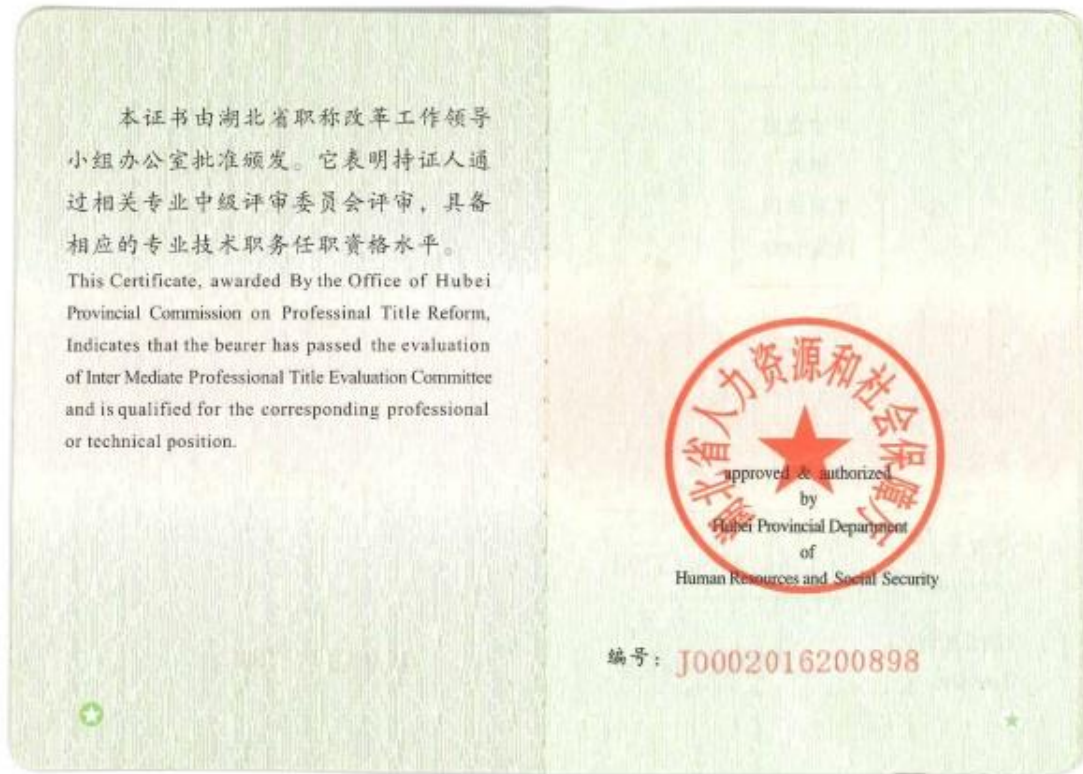 本证书由湖北省职称改革工作领导
小组办公室批准颁发。它表明持证人通
过相关专业中级评审委员会评审，具备
相应的专业技术职务任职资格水平。
This Certificate, awarded By the Office of Hubei
Provincial Commission on Professinal Title Reform,
Indicates that the bearer has passed the evaluation
of Inter Mediate Professional Title Evaluation Committee
and is qualified for the corresponding professional
or technical position.
湖北省人力资源和社会保障厅
approved & authorized
by
Hubei Provincial Department
of
Human Resources and Social Security
编号：J0002016200898